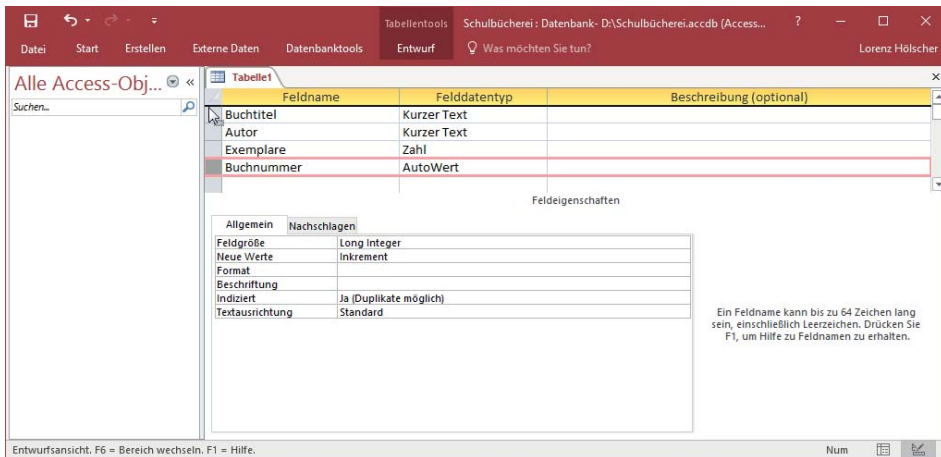 Tabellentools Schulbücherei : Datenbank- D:\Schulbücherei.accdb (Access... ?
Datei Start Erstellen Externe Daten Datenbanktools Entwurf Was möchten Sie tun? Lorenz Hölscher
Alle Access-Obj... «
Suchen...
Tabelle1
Feldname Felddatentyp Beschreibung (optional)
Buchtitel Kurzer Text
Autor Kurzer Text
Exemplare Zahl
Buchnummer AutoWert
Feldeigenschaften
Allgemein Nachschlagen
Feldgröße Long Integer
Neue Werte Inkrement
Format
Beschriftung
Indiziert Ja (Duplikate möglich)
Textausrichtung Standard
Ein Feldname kann bis zu 64 Zeichen lang
sein, einschließlich Leerzeichen. Drücken Sie
F1, um Hilfe zu Feldnamen zu erhalten.
Entwurfsansicht. F6 = Bereich wechseln. F1 = Hilfe. Num